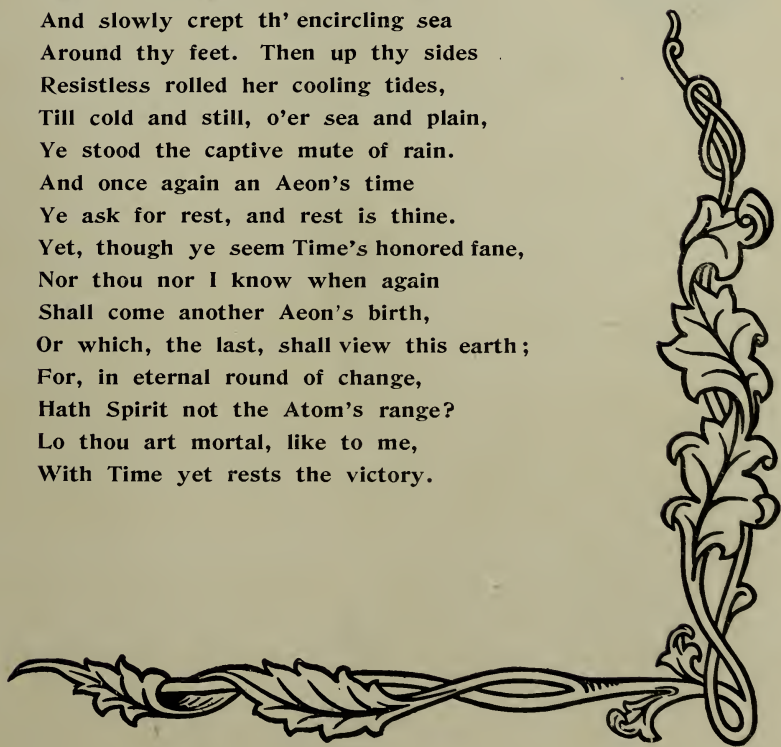 And slowly crept th' encircling sea
Around thy feet. Then up thy sides
Resistless rolled her cooling tides,
Till cold and still, o'er sea and plain,
Ye stood the captive mute of rain.
And once again an Aeon's time
Ye ask for rest, and rest is thine.
Yet, though ye seem Time's honored fane,
Nor thou nor I know when again
Shall come another Aeon's birth,
Or which, the last, shall view this earth;
For, in eternal round of change,
Hath Spirit not the Atom's range?
Lo thou art mortal, like to me,
With Time yet rests the victory.